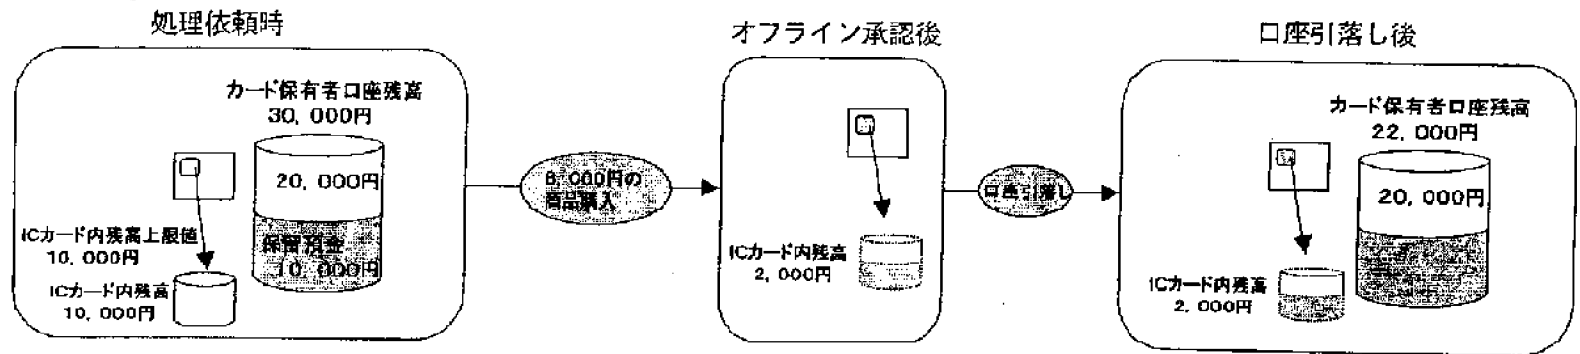 処理依頼時
カード保有者口座残高
30,000円
20,000円
保留預金
10,000円
ICカード内残高上限値
10,000円
ICカード内残高
10,000円
8,000円の
商品購入
オフライン承認後
ICカード内残高
2,000円
口座引落し
口座引落し後
カード保有者口座残高
22,000円
20,000円
ICカード内残高
2,000円